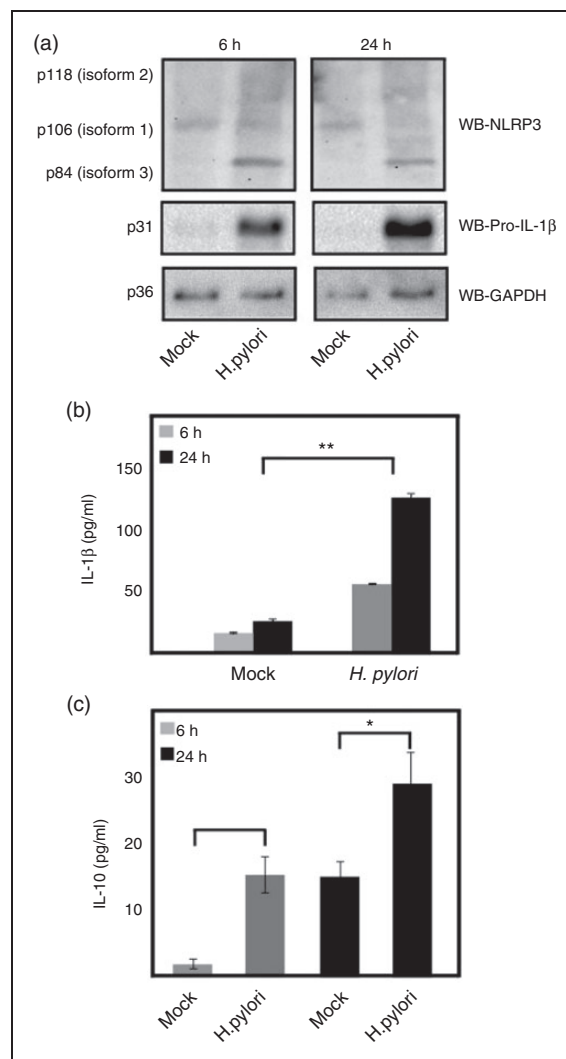 (a)
6 h 24 h
p118 (isoform 2)
p106 (isoform 1) WB-NLRP3
p84 (isoform 3)
p31 WB-Pro-IL-1β
p36 WB-GAPDH
Mock H.pylori Mock H.pylori
(b)
6 h
24 h
**
150
100
50
IL-1β (pg/ml)
Mock H. pylori
(c)
6 h
24 h
*
30
20
10
IL-10 (pg/ml)
Mock H.pylori Mock H.pylori